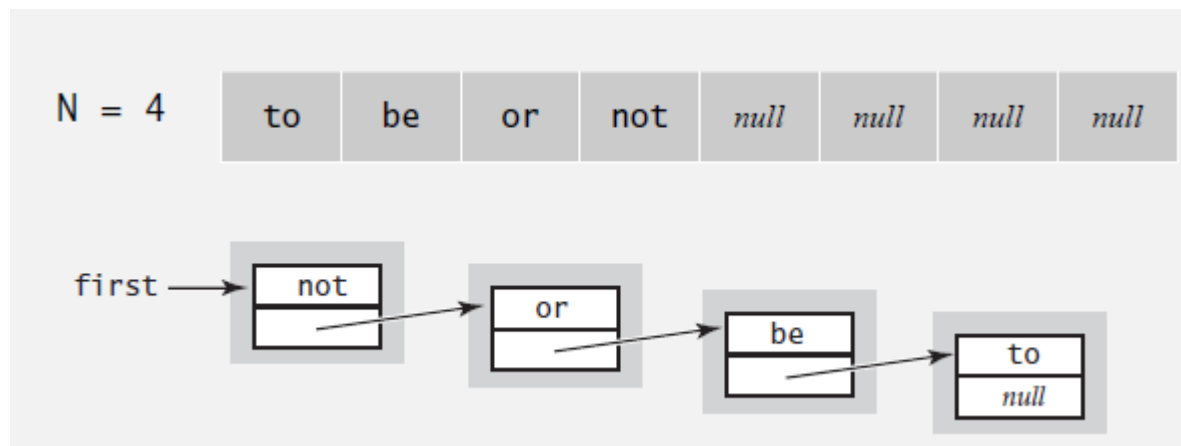 N = 4 to be or not null null null null
first not or be to
null